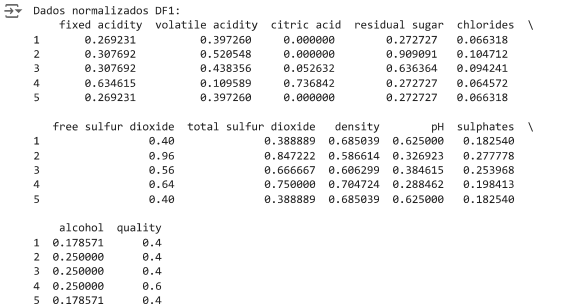 Dados normalizados DF1:
   fixed acidity  volatile acidity  citric acid  residual sugar  chlorides  \
1       0.269231          0.397260     0.000000        0.272727   0.066318
2       0.307692          0.520548     0.000000        0.909091   0.104712
3       0.307692          0.438356     0.052632        0.636364   0.094241
4       0.634615          0.109589     0.736842        0.272727   0.064572
5       0.269231          0.397260     0.000000        0.272727   0.066318
   free sulfur dioxide  total sulfur dioxide   density        pH  sulphates  \
1                 0.40              0.388889  0.685039  0.625000   0.182540
2                 0.96              0.847222  0.586614  0.326923   0.277778
3                 0.56              0.666667  0.606299  0.384615   0.253968
4                 0.64              0.750000  0.704724  0.288462   0.198413
5                 0.40              0.388889  0.685039  0.625000   0.182540
    alcohol  quality
1  0.178571      0.4
2  0.250000      0.4
3  0.250000      0.4
4  0.250000      0.6
5  0.178571      0.4